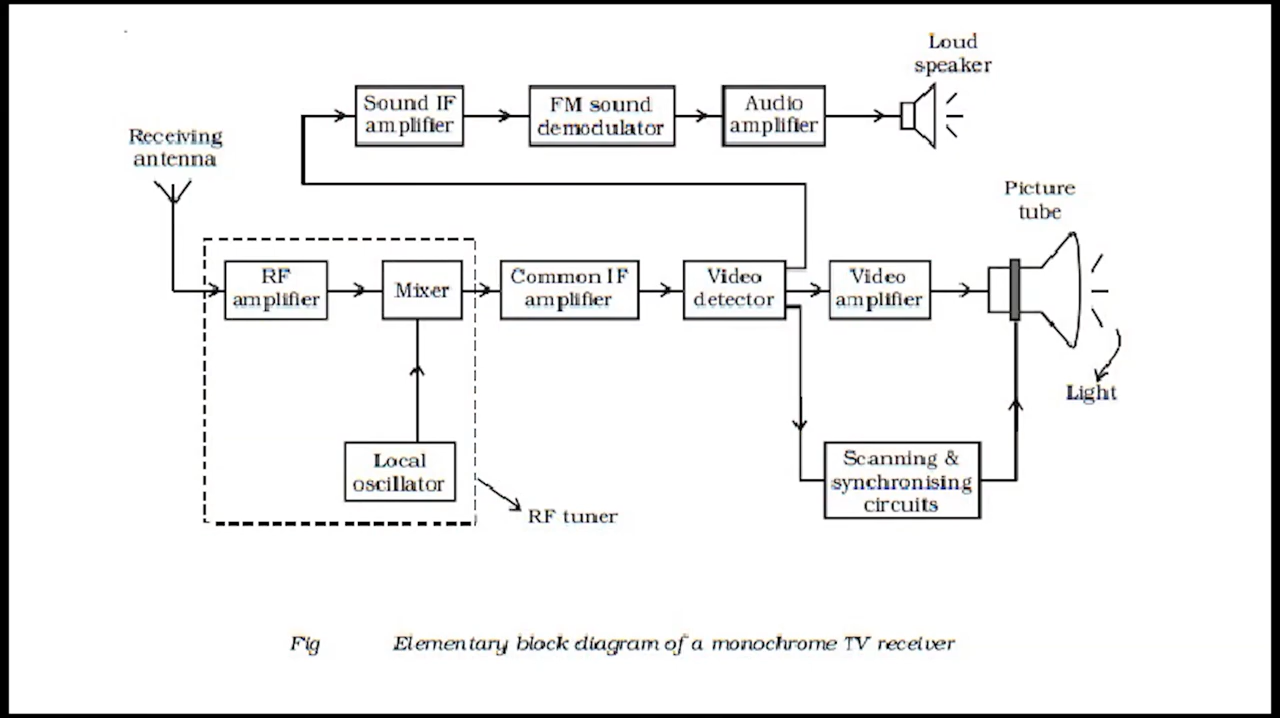 Loud
speaker
Sound IF
amplifier
FM sound
demodulator
Audio
amplifier
Receiving
antenna
Picture
tube
RF
amplifier
Mixer
Common IF
amplifier
Video
detector
Video
amplifier
Light
Local
oscillator
Scanning &
synchronising
circuits
RF tuner
Fig Elementary block diagram of a monochrome TV receiver